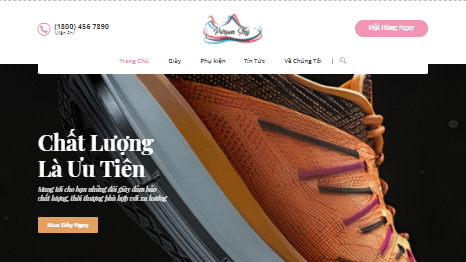 (1800) 456 7890
Miễn Phí
Đặt Hàng Ngay
Trang Chủ Giày Phụ kiện Tin Tức Về Chúng Tôi
Chất Lượng
Là Ưu Tiên
Mang tới cho bạn những đôi giày đảm bảo
chất lượng, thời thượng phù hợp với xu hướng
Mua Giày Ngay